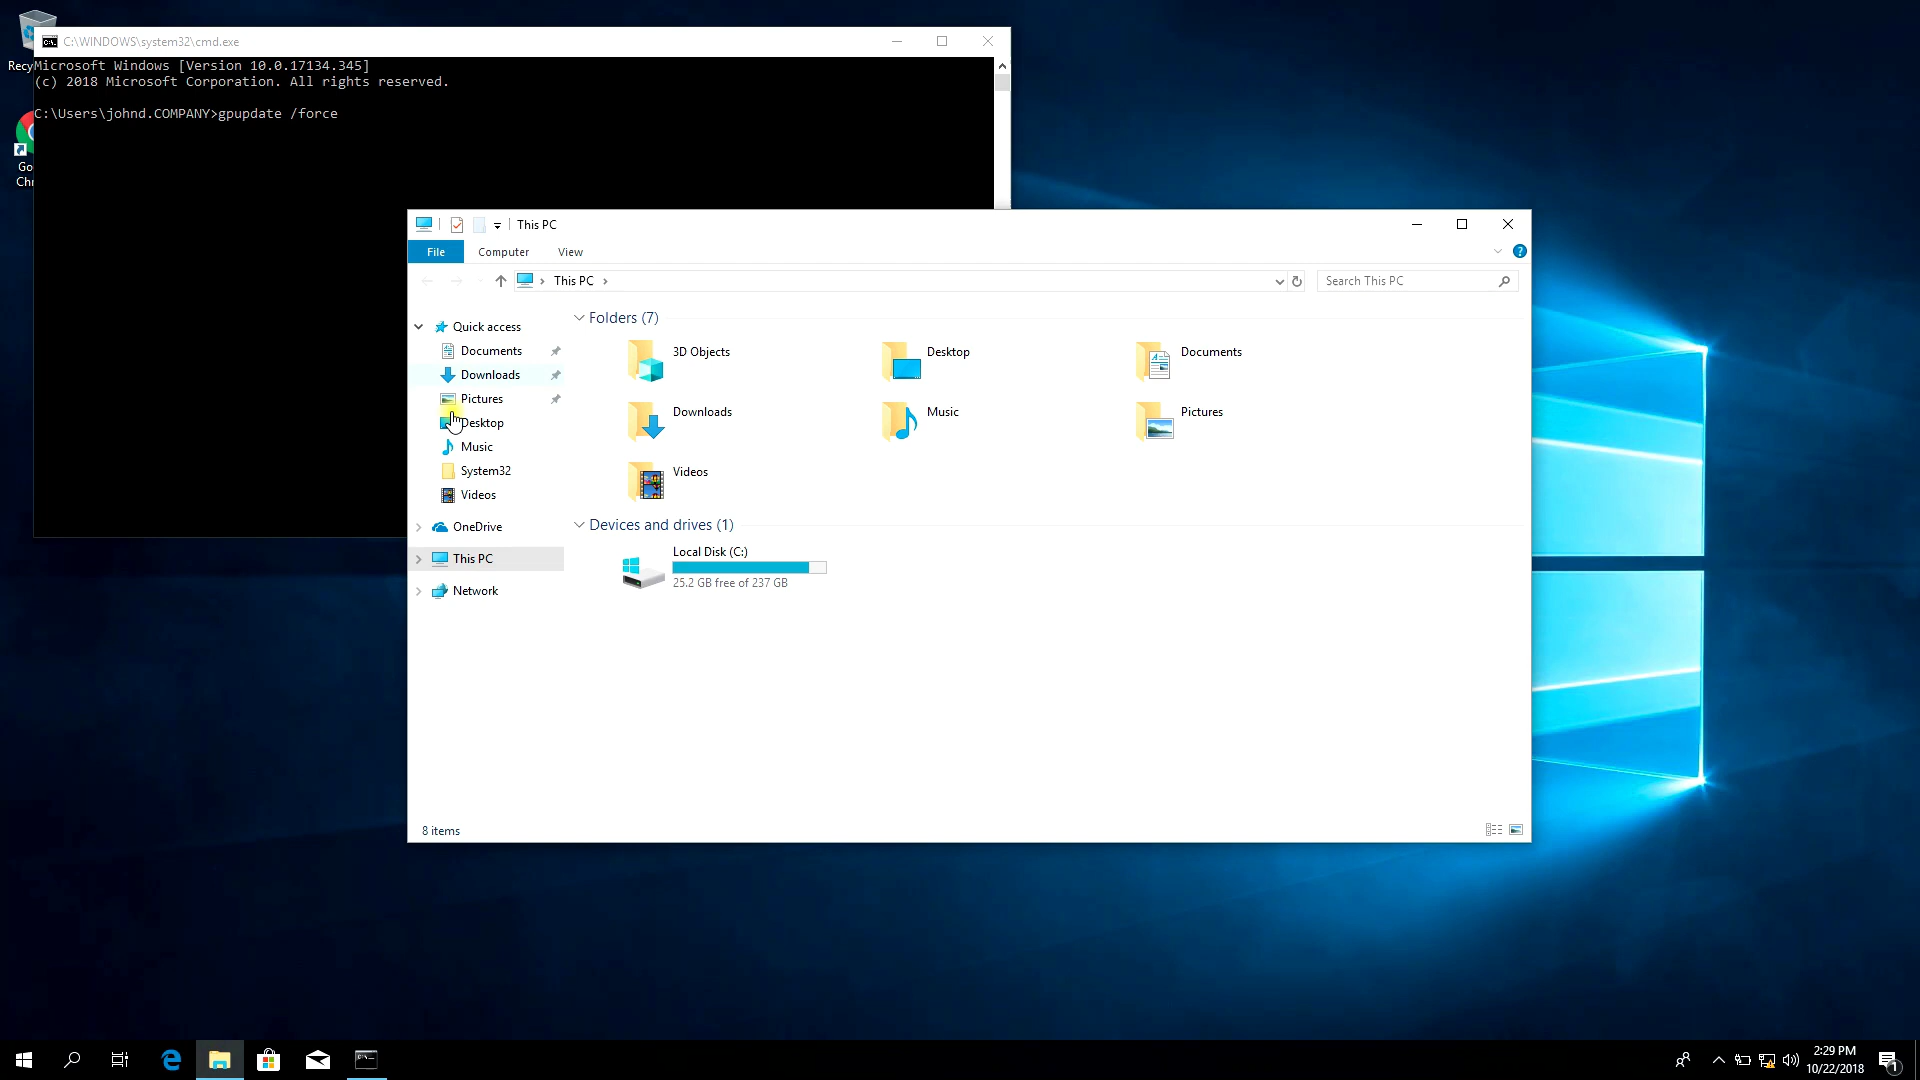 C:\WINDOWS\system32\cmd.exe
Recy
Microsoft Windows [Version 10.0.17134.345]
(c) 2018 Microsoft Corporation. All rights reserved.
C:\Users\johnd.COMPANY>gpupdate /force
Go
Chr
This PC
File
Computer
View
?
This PC
Search This PC
Quick access
Documents
Downloads
Pictures
Desktop
Music
System32
Videos
OneDrive
This PC
Network
Folders (7)
3D Objects
Desktop
Documents
Downloads
Music
Pictures
Videos
Devices and drives (1)
Local Disk (C:)
25.2 GB free of 237 GB
8 items
2:29 PM
10/22/2018
1